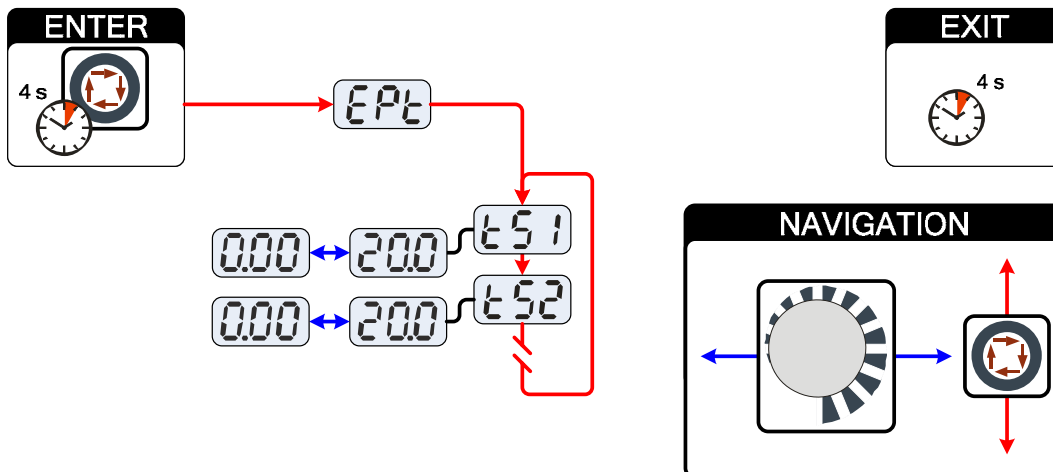 ENTER
4 s
EPt
EXIT
4 s
tS1
0.00
20.0
tS2
0.00
20.0
NAVIGATION